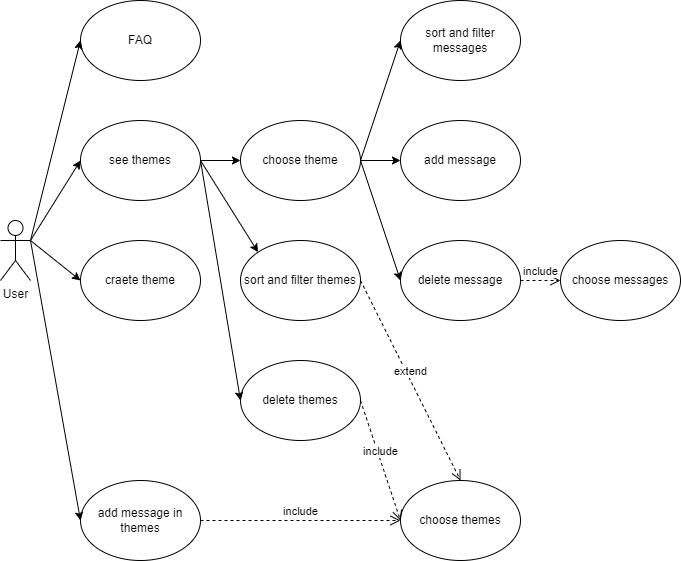 FAQ
sort and filter
messages
see themes
choose theme
add message
User
craete theme
sort and filter themes
delete message
include
choose messages
extend
delete themes
include
add message in
themes
include
choose themes